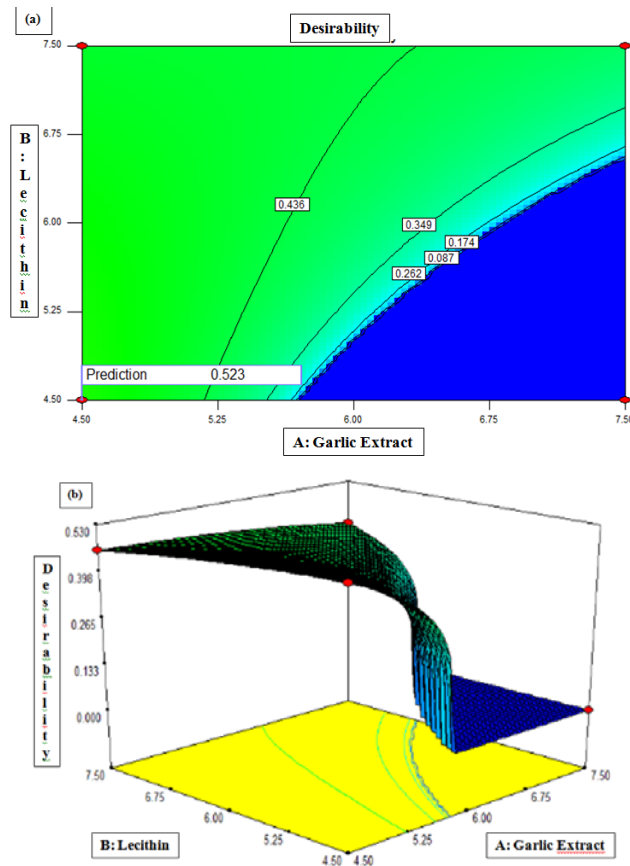 (a)
Desirability
7.50
6.75
6.00
5.25
4.50
B: Lecithin
0.436
0.349
0.174
0.087
0.262
Prediction 0.523
4.50 5.25 6.00 6.75 7.50
A: Garlic Extract
(b)
0.530
0.398
0.265
0.133
0.000
Desirability
7.50
6.75
6.00
5.25
4.50
4.50
5.25
6.00
6.75
7.50
B: Lecithin
A: Garlic Extract